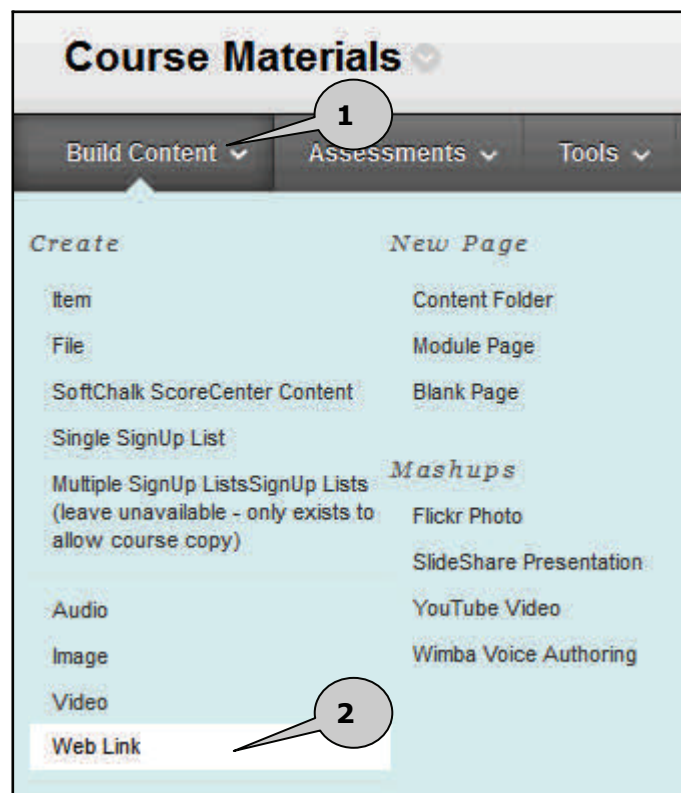 Course Materials
1
Build Content
Assessments
Tools
Create
Item
File
SoftChalk ScoreCenter Content
Single SignUp List
Multiple SignUp ListsSignUp Lists
(leave unavailable - only exists to
allow course copy)
Audio
Image
Video
2
Web Link
New Page
Content Folder
Module Page
Blank Page
Mashups
Flickr Photo
SlideShare Presentation
YouTube Video
Wimba Voice Authoring